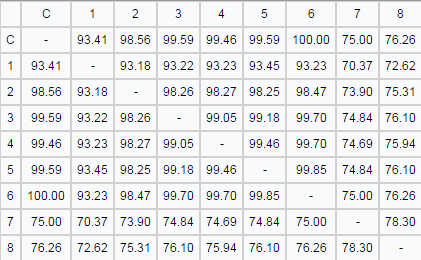 C 1 2 3 4 5 6 7 8
C - 93.41 98.56 99.59 99.46 99.59 100.00 75.00 76.26
1 93.41 - 93.18 93.22 93.23 93.45 93.23 70.37 72.62
2 98.56 93.18 - 98.26 98.27 98.25 98.47 73.90 75.31
3 99.59 93.22 98.26 - 99.05 99.18 99.70 74.84 76.10
4 99.46 93.23 98.27 99.05 - 99.46 99.70 74.69 75.94
5 99.59 93.45 98.25 99.18 99.46 - 99.85 74.84 76.10
6 100.00 93.23 98.47 99.70 99.70 99.85 - 75.00 76.26
7 75.00 70.37 73.90 74.84 74.69 74.84 75.00 - 78.30
8 76.26 72.62 75.31 76.10 75.94 76.10 76.26 78.30 -